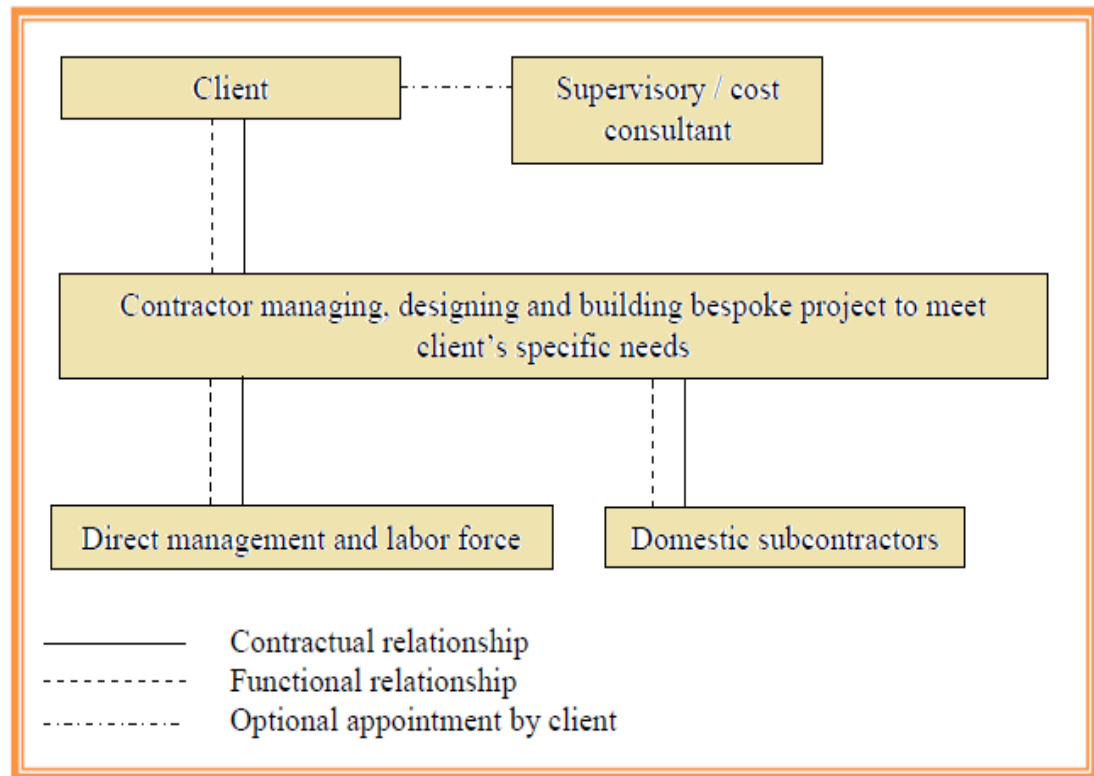 Client
Supervisory / cost
consultant
Contractor managing, designing and building bespoke project to meet
client's specific needs
Direct management and labor force
Domestic subcontractors
Contractual relationship
Functional relationship
Optional appointment by client